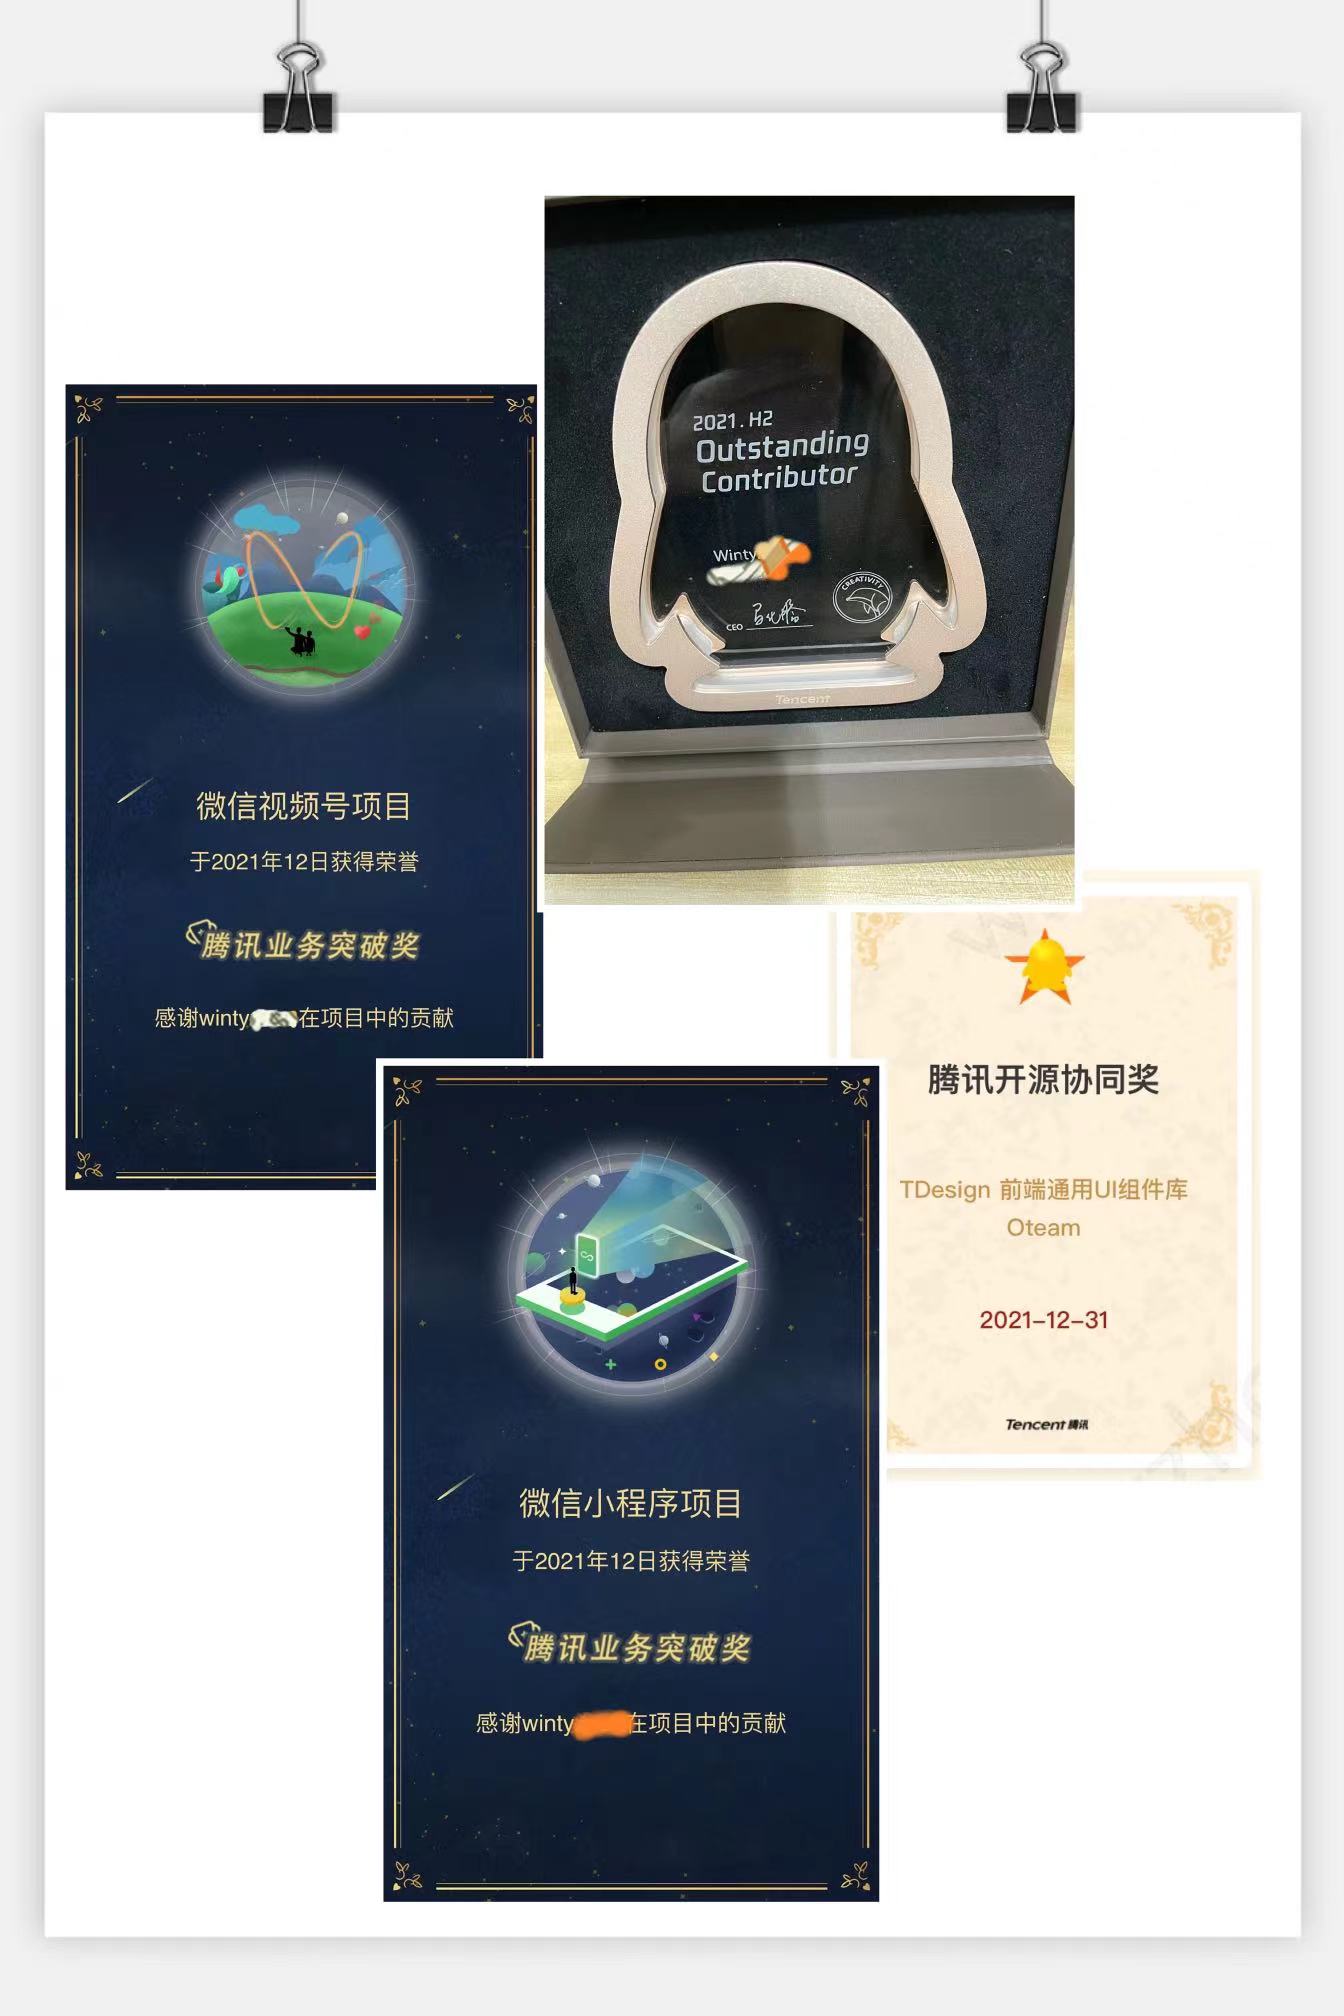 2021.H2
Outstanding
Contributor
Winty
CREATIVITY
CEO
Tencent
微信视频号项目
于2021年12日获得荣誉
腾讯业务突破奖
感谢winty
在项目中的贡献
腾讯开源协同奖
TDesign 前端通用UI组件库
Oteam
2021-12-31
Tencent 腾讯
微信小程序项目
于2021年12日获得荣誉
腾讯业务突破奖
感谢winty
在项目中的贡献